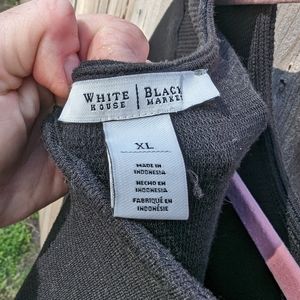 WHITE | BLACK
HOUSE | MARKET
XL
MADE IN
INDONESIA
HECHO EN
INDONESIA
FABRIQUÉ EN
INDONÉSIE